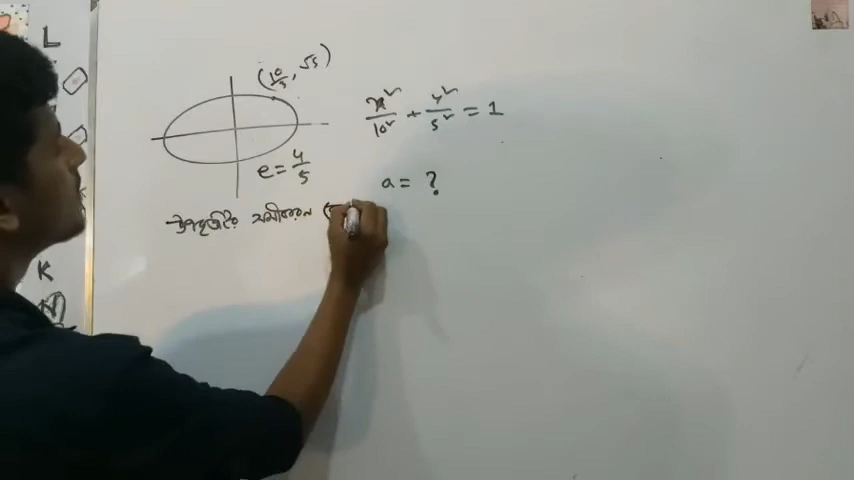 L
(10/5, √5)
x²/10² + y²/5² = 1
e = 4/5
a = ?
উপবৃত্তের সমীকরণ
K